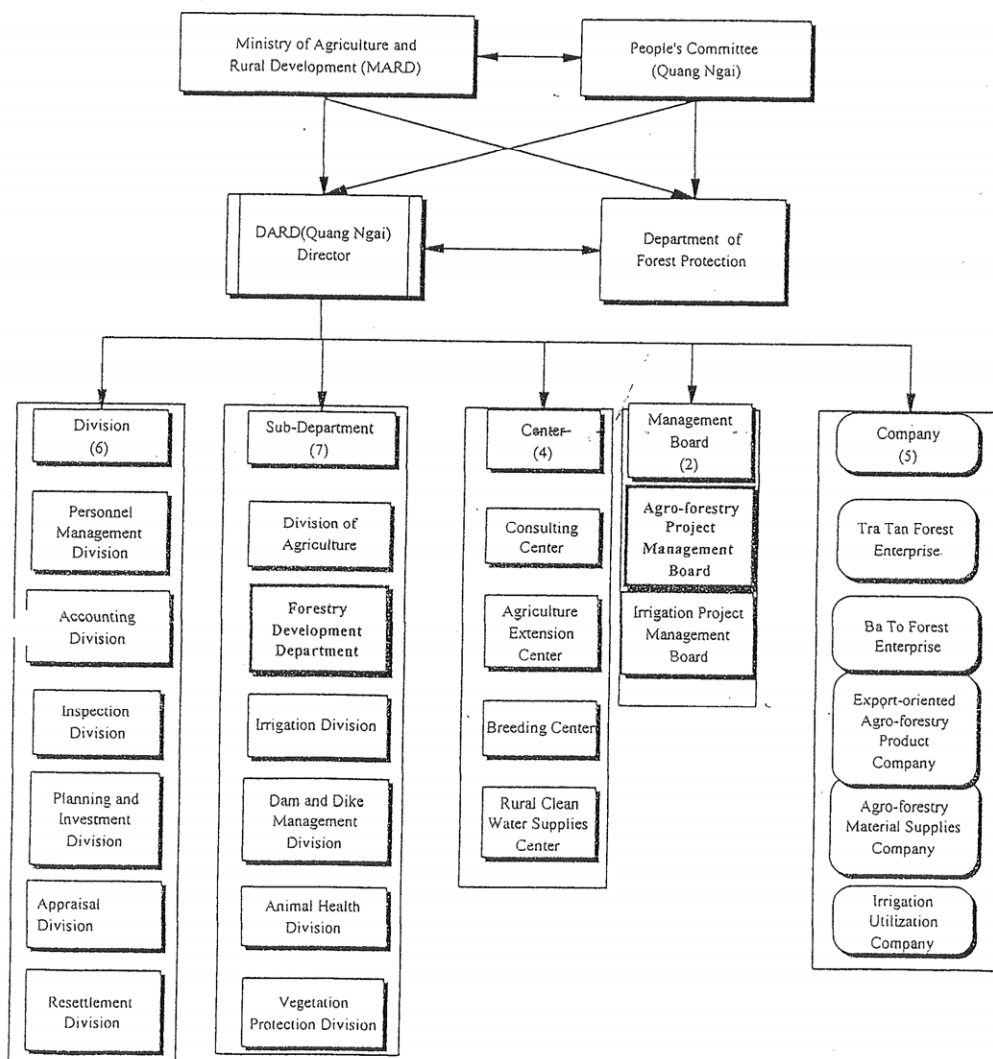 Ministry of Agriculture and
Rural Development (MARD)
People's Committee
(Quang Ngai)
DARD(Quang Ngai)
Director
Department of
Forest Protection
Division
(6)
Personnel
Management
Division
Accounting
Division
Inspection
Division
Planning and
Investment
Division
Appraisal
Division
Resettlement
Division
Sub-Department
(7)
Division of
Agriculture
Forestry
Development
Department
Irrigation Division
Dam and Dike
Management
Division
Animal Health
Division
Vegetation
Protection Division
Center
(4)
Consulting
Center
Agriculture
Extension
Center
Breeding Center
Rural Clean
Water Supplies
Center
Management
Board
(2)
Agro-forestry
Project
Management
Board
Irrigation Project
Management
Board
Company
(5)
Tra Tan Forest
Enterprise
Ba To Forest
Enterprise
Export-oriented
Agro-forestry
Product
Company
Agro-forestry
Material Supplies
Company
Irrigation
Utilization
Company